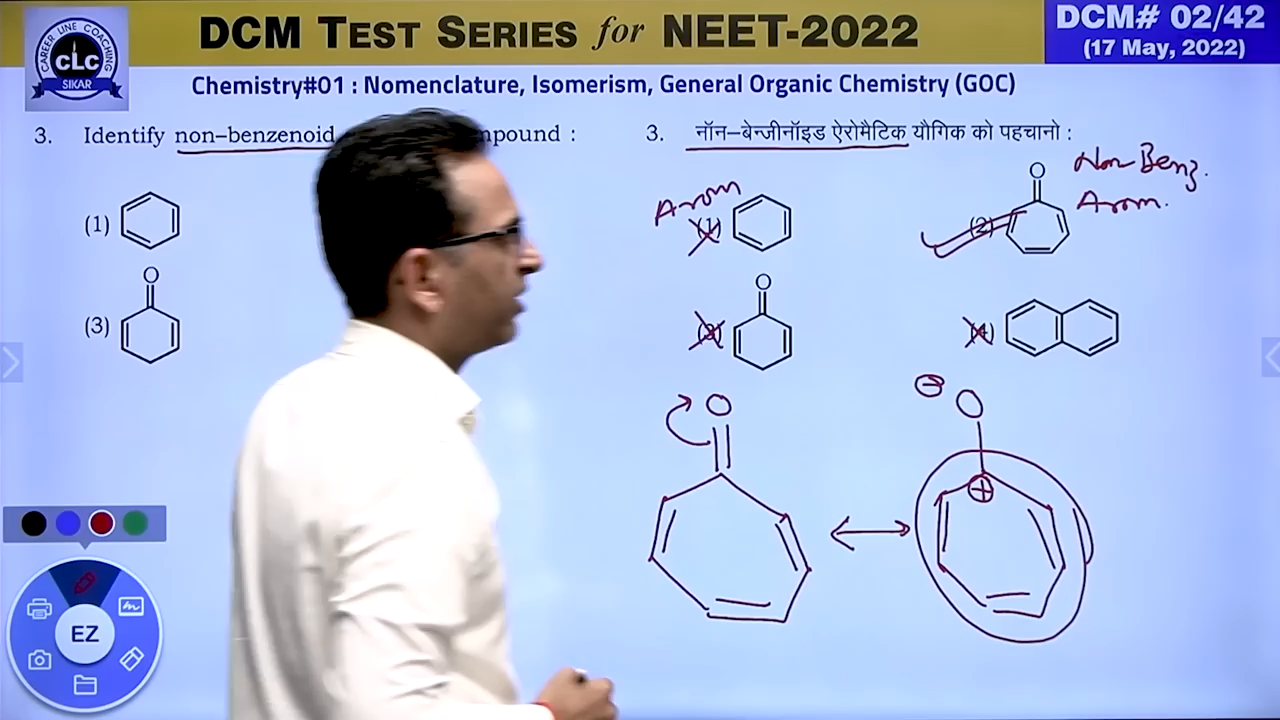 DCM TEST SERIES for NEET-2022
DCM# 02/42
(17 May, 2022)
CAREER LINE COACHING
CLC
SIKAR
Chemistry#01 : Nomenclature, Isomerism, General Organic Chemistry (GOC)
3. Identify non–benzenoid
pound :
(1)
O
(3)
3. नॉन–बेन्जीनॉइड ऐरोमैटिक यौगिक को पहचानो :
Arom
(1)
O
(2)
Non Benz.
Arom.
O
O
⊖ O
⊕
EZ